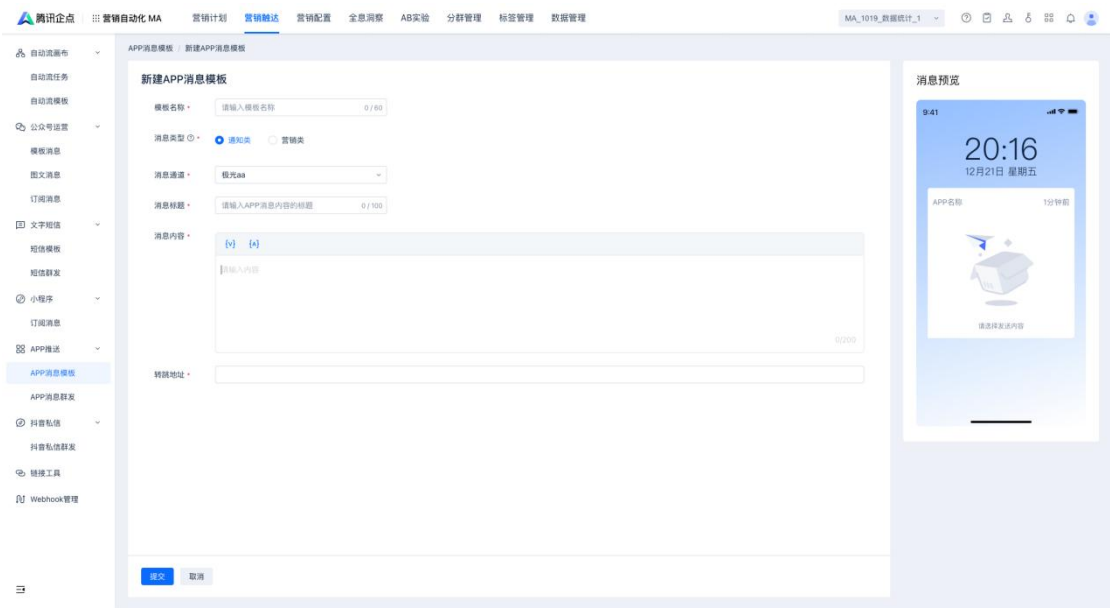 腾讯企点 营销自动化 MA 营销计划 营销触达 营销配置 全息洞察 AB实验 分群管理 标签管理 数据管理 MA_1019_数据统计_1
自动流画布
自动流任务
自动流模板
公众号运营
模板消息
图文消息
订阅消息
文字短信
短信模板
短信群发
小程序
订阅消息
APP推送
APP消息模板
APP消息群发
抖音私信
抖音私信群发
链接工具
Webhook管理
APP消息模板 / 新建APP消息模板
新建APP消息模板
模板名称 * 请输入模板名称 0 / 60
消息类型 * 通知类 营销类
消息通道 * 极光aa
消息标题 * 请输入APP消息内容的标题 0 / 100
消息内容 * {V} {A}
请输入内容
0/200
转跳地址 *
提交 取消
消息预览
9:41
20:16
12月21日 星期五
APP名称 1分钟前
请选择发送内容